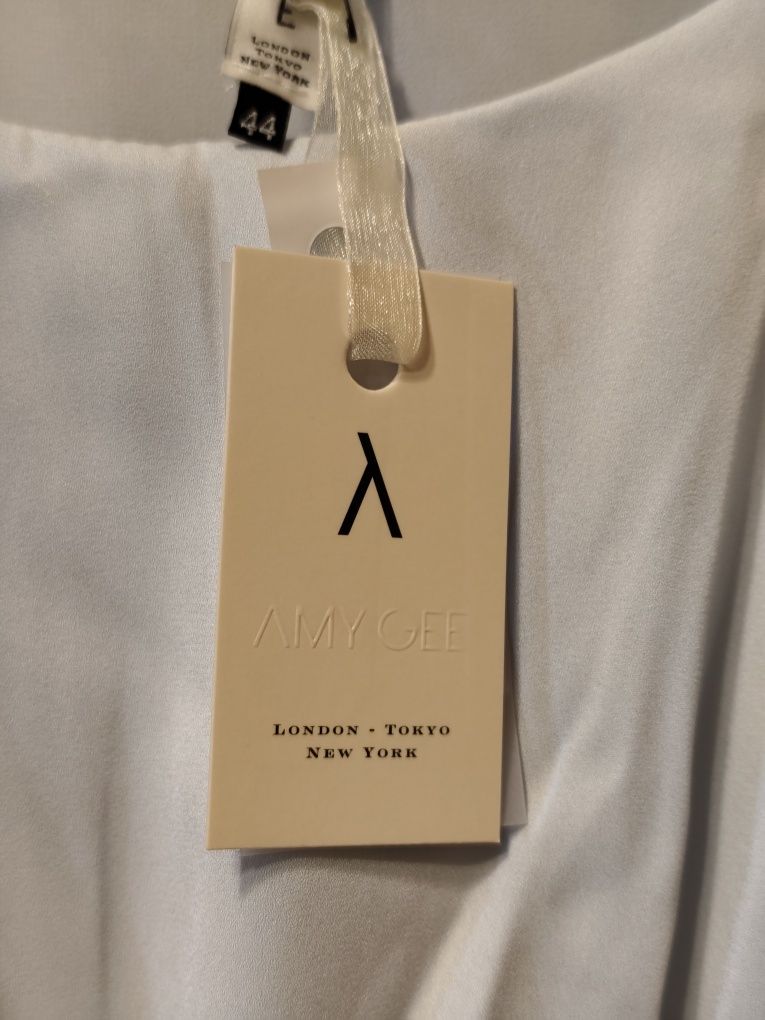 LONDON
TOKYO
NEW YORK
44
λ
AMY GEE
LONDON - TOKYO
NEW YORK